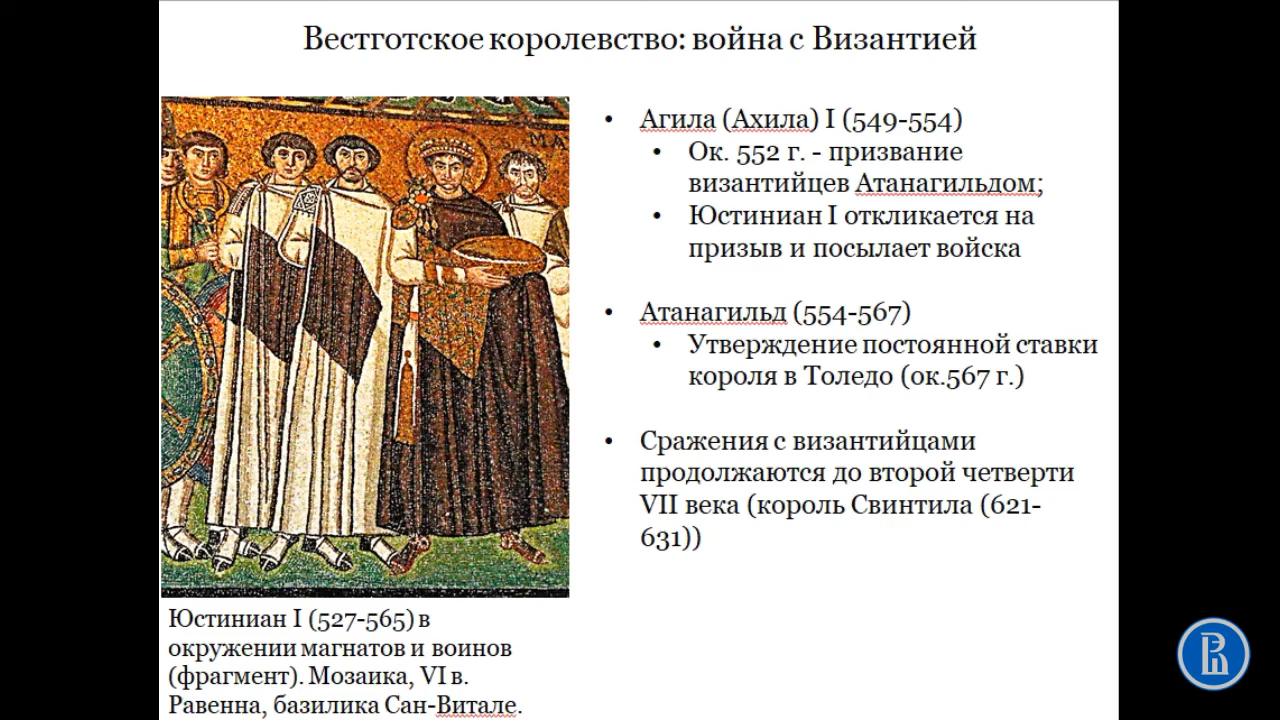 Вестготское королевство: война с Византией
• Агила (Ахила) I (549-554)
• Ок. 552 г. - призвание
византийцев Атанагильдом;
• Юстиниан I откликается на
призыв и посылает войска
• Атанагильд (554-567)
• Утверждение постоянной ставки
короля в Толедо (ок.567 г.)
• Сражения с византийцами
продолжаются до второй четверти
VII века (король Свинтила (621-
631))
MA
Юстиниан I (527-565) в
окружении магнатов и воинов
(фрагмент). Мозаика, VI в.
Равенна, базилика Сан-Витале.